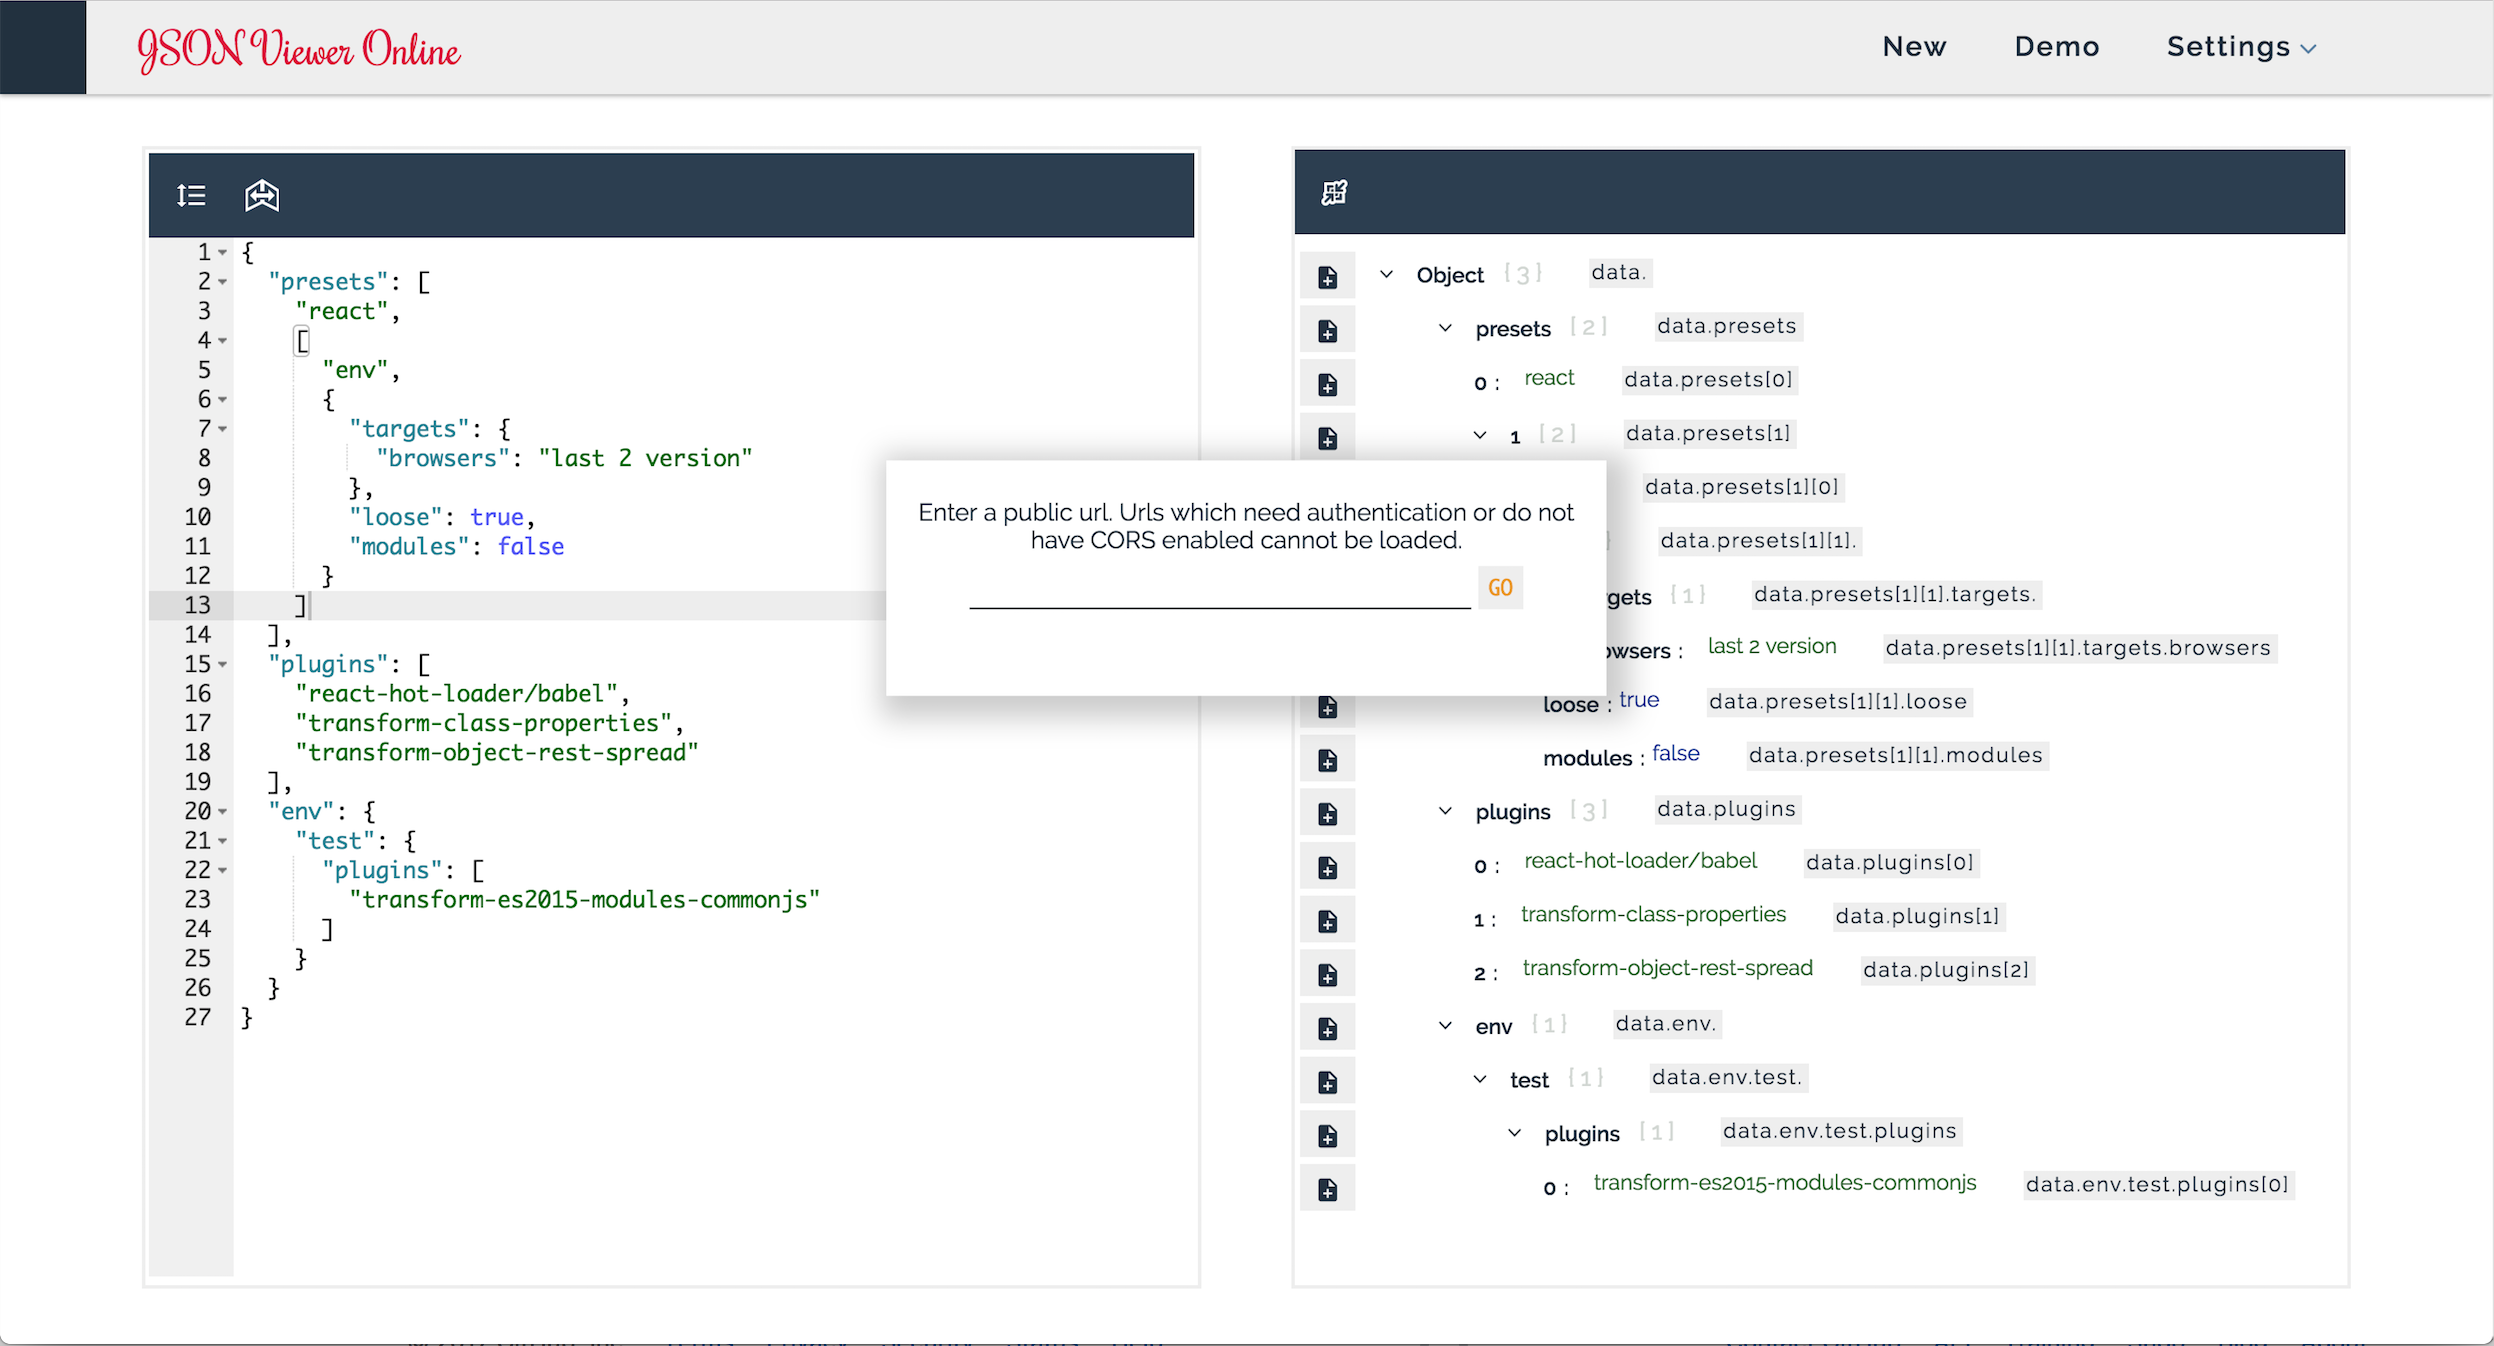 JSON Viewer Online
New Demo Settings
1 {
2 "presets": [
3 "react",
4 [
5 "env",
6 {
7 "targets": {
8 "browsers": "last 2 version"
9 },
10 "loose": true,
11 "modules": false
12 }
13 ]
14 ],
15 "plugins": [
16 "react-hot-loader/babel",
17 "transform-class-properties",
18 "transform-object-rest-spread"
19 ],
20 "env": {
21 "test": {
22 "plugins": [
23 "transform-es2015-modules-commonjs"
24 ]
25 }
26 }
27 }
Enter a public url. Urls which need authentication or do not
have CORS enabled cannot be loaded.
GO
Object {3} data.
presets [2] data.presets
0 : react data.presets[0]
1 [2] data.presets[1]
data.presets[1][0]
} data.presets[1][1].
gets {1} data.presets[1][1].targets.
owsers : last 2 version data.presets[1][1].targets.browsers
loose : true data.presets[1][1].loose
modules : false data.presets[1][1].modules
plugins [3] data.plugins
0 : react-hot-loader/babel data.plugins[0]
1 : transform-class-properties data.plugins[1]
2 : transform-object-rest-spread data.plugins[2]
env {1} data.env.
test {1} data.env.test.
plugins [1] data.env.test.plugins
0 : transform-es2015-modules-commonjs data.env.test.plugins[0]